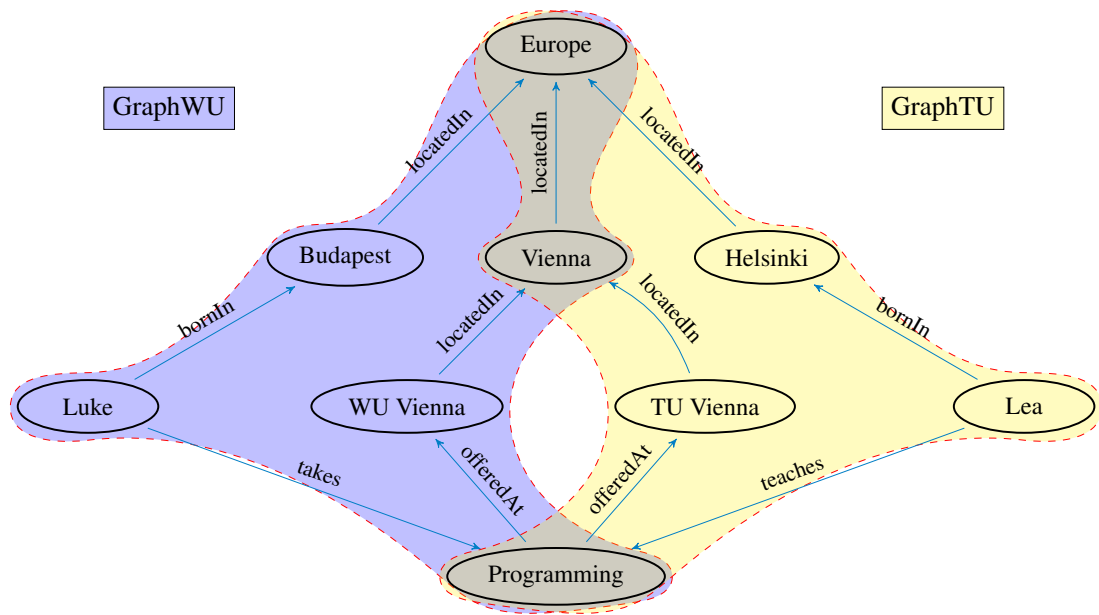 Europe
GraphWU
GraphTU
locatedIn
locatedIn
locatedIn
Budapest
Vienna
Helsinki
bornIn
locatedIn
locatedIn
bornIn
Luke
WU Vienna
TU Vienna
Lea
takes
offeredAt
offeredAt
teaches
Programming